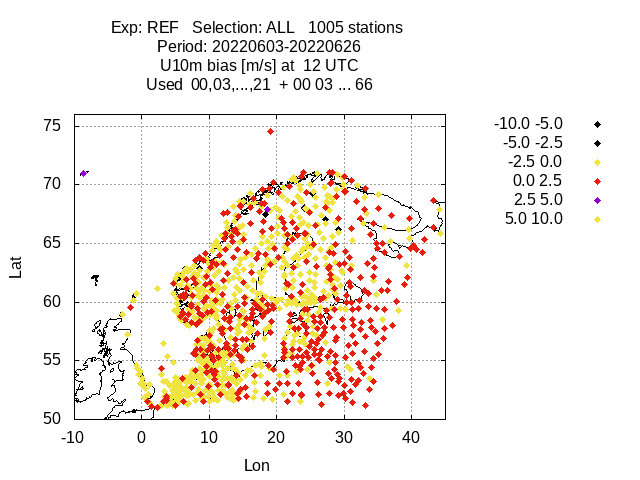 Exp: REF   Selection: ALL   1005 stations
Period: 20220603-20220626
U10m bias [m/s] at  12 UTC
Used  00,03,...,21  + 00 03 ... 66
-10.0 -5.0
-5.0 -2.5
-2.5 0.0
0.0 2.5
2.5 5.0
5.0 10.0
75
70
65
60
55
50
Lat
-10 0 10 20 30 40
Lon